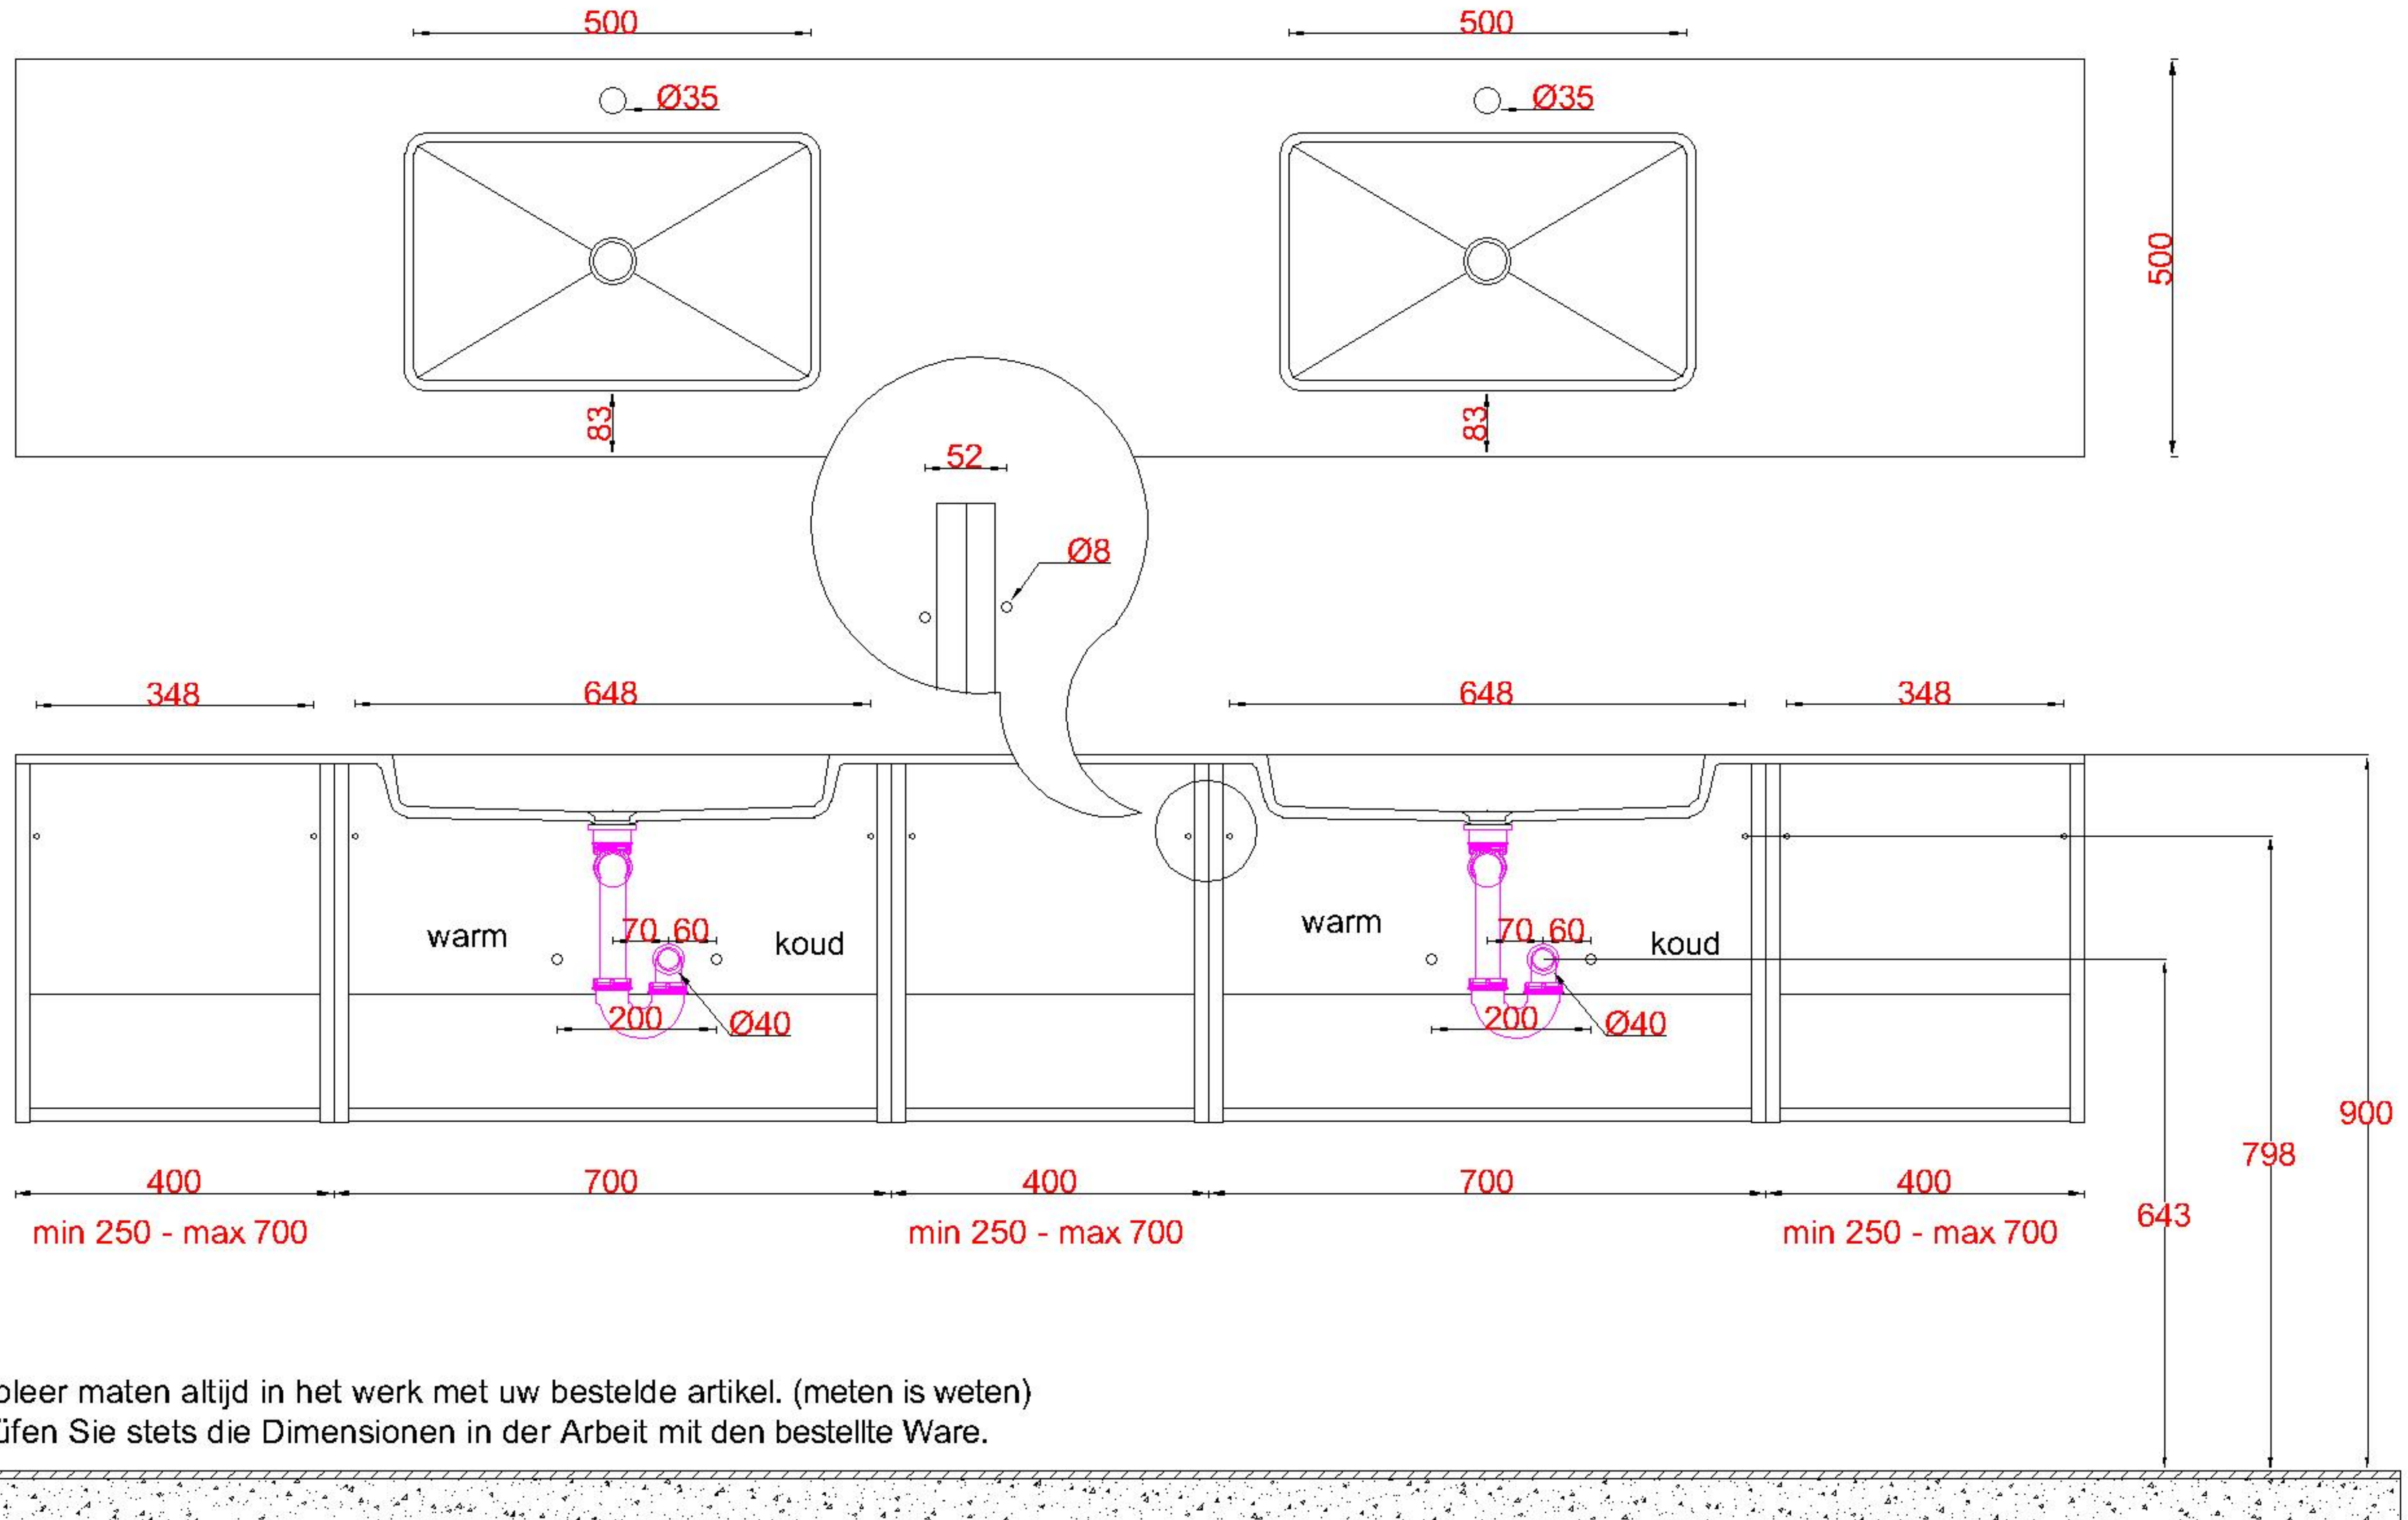 500 500
Ø35 Ø35
500
83 83
52
Ø8
348 648 648 348
warm 70 60 koud warm 70 60 koud
200 Ø40 200 Ø40
900
798
643
400 700 400 700 400
min 250 - max 700 min 250 - max 700 min 250 - max 700
oleer maten altijd in het werk met uw bestelde artikel. (meten is weten)
üfen Sie stets die Dimensionen in der Arbeit mit den bestellte Ware.